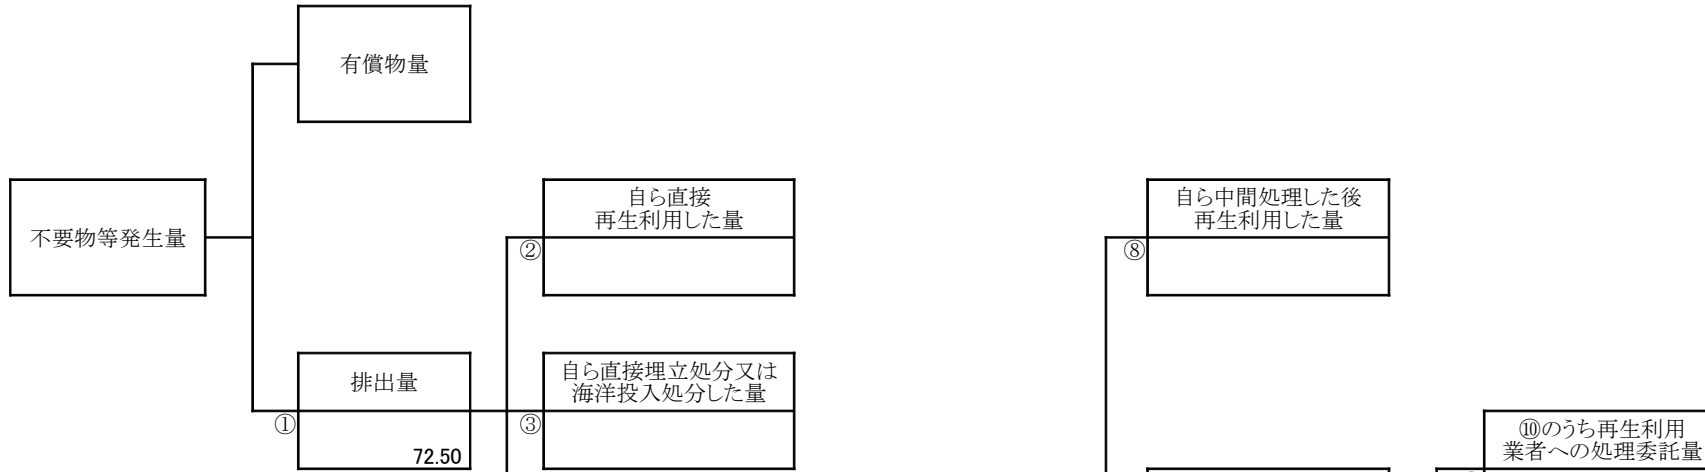 有償物量
不要物等発生量
自ら直接
再生利用した量
②
自ら中間処理した後
再生利用した量
⑧
排出量
①
72.50
自ら直接埋立処分又は
海洋投入処分した量
③
⑩のうち再生利用
業者への処理委託量